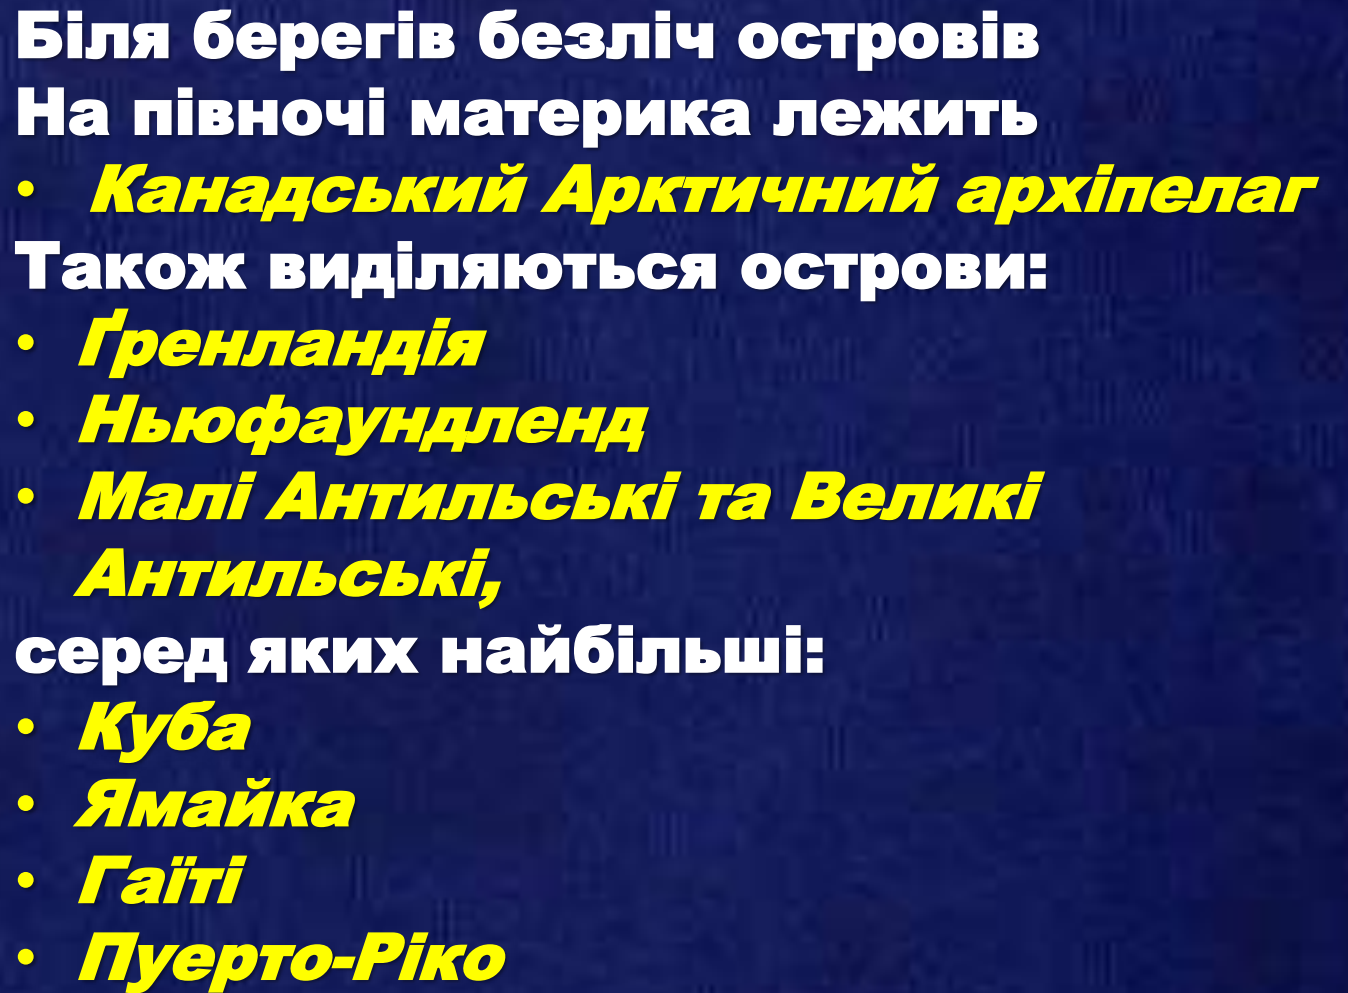 Біля берегів безліч островів
На півночі материка лежить
• Канадський Арктичний архіпелаг
Також виділяються острови:
• Ґренландія
• Ньюфаундленд
• Малі Антильські та Великі
Антильські,
серед яких найбільші:
• Куба
• Ямайка
• Гаїті
• Пуерто-Ріко